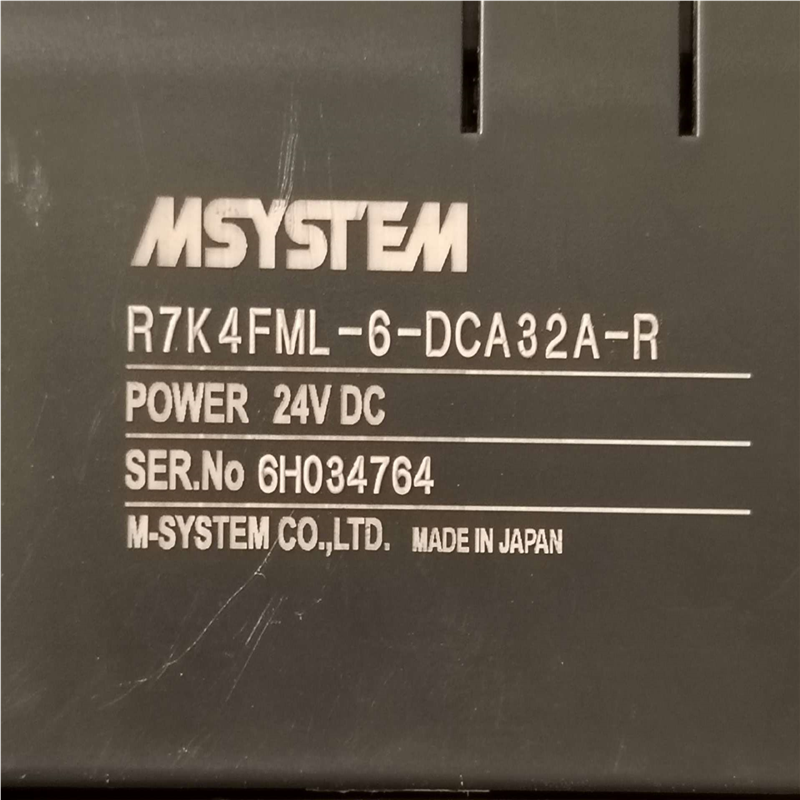 MSYSTEM
R7K4FML-6-DCA32A-R
POWER 24V DC
SER.No 6H034764
M-SYSTEM CO.,LTD. MADE IN JAPAN